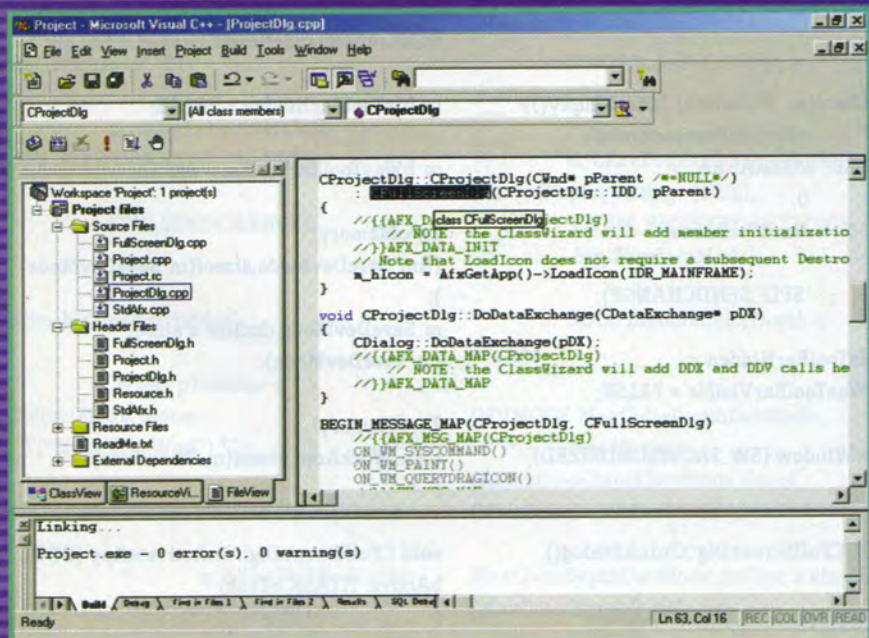 Project - Microsoft Visual C++ - [ProjectDlg.cpp]
File Edit View Insert Project Build Tools Window Help
CProjectDlg
(All class members)
CProjectDlg
Workspace 'Project': 1 project(s)
Project files
Source Files
FullScreenDlg.cpp
Project.cpp
Project.rc
ProjectDlg.cpp
StdAfx.cpp
Header Files
FullScreenDlg.h
Project.h
ProjectDlg.h
Resource.h
StdAfx.h
Resource Files
ReadMe.txt
External Dependencies
ClassView ResourceVi... FileView
CProjectDlg::CProjectDlg(CWnd* pParent /*=NULL*/)
: CFullScreenDlg(CProjectDlg::IDD, pParent)
{
//{{AFX_D class CFullScreenDlg jectDlg)
// NOTE: the ClassWizard will add member initializatio
//}}AFX_DATA_INIT
// Note that LoadIcon does not require a subsequent Destro
m_hIcon = AfxGetApp()->LoadIcon(IDR_MAINFRAME);
}
void CProjectDlg::DoDataExchange(CDataExchange* pDX)
CDialog::DoDataExchange(pDX);
//{{AFX_DATA_MAP(CProjectDlg)
// NOTE: the ClassWizard will add DDX and DDV calls he
//}}AFX_DATA_MAP
}
BEGIN_MESSAGE_MAP(CProjectDlg, CFullScreenDlg)
//{{AFX_MSG_MAP(CProjectDlg)
ON_WM_SYSCOMMAND()
ON_WM_PAINT()
ON_WM_QUERYDRAGICON()
Linking...
Project.exe - 0 error(s), 0 warning(s)
Build Debug Find in Files 1 Find in Files 2 Results SQL Debug
Ready
Ln 63, Col 16 REC COL OVR READ